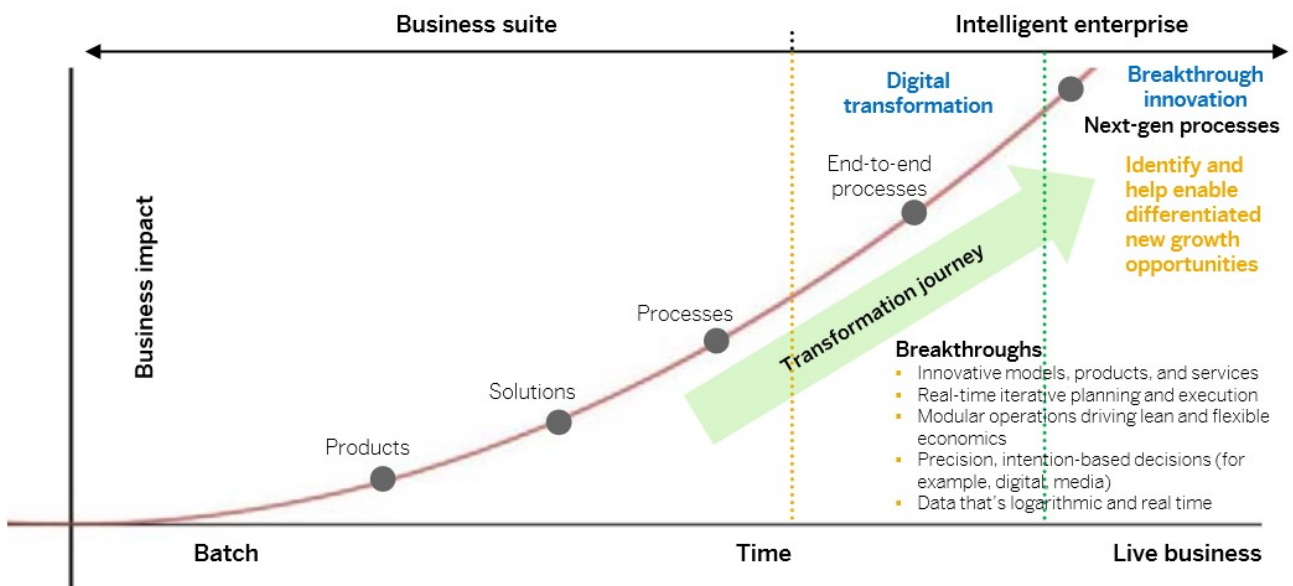 Business suite
Intelligent enterprise
Digital
transformation
Breakthrough
innovation
Next-gen processes
Identify and
help enable
differentiated
new growth
opportunities
End-to-end
processes
Business impact
Transformation journey
Processes
Solutions
Products
Breakthroughs
Innovative models, products, and services
Real-time iterative planning and execution
Modular operations driving lean and flexible
economics
Precision, intention-based decisions (for
example, digital media)
Data that's logarithmic and real time
Batch
Time
Live business